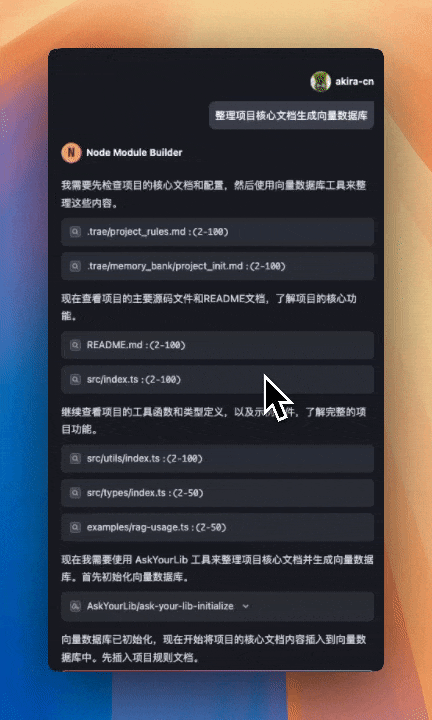 akira-cn
整理项目核心文档生成向量数据库
N
Node Module Builder
我需要先检查项目的核心文档和配置，然后使用向量数据库工具来整
理这些内容。
.trae/project_rules.md :(2-100)
.trae/memory_bank/project_init.md :(2-100)
现在查看项目的主要源码文件和README文档，了解项目的核心功
能。
README.md :(2-100)
src/index.ts :(2-100)
继续查看项目的工具函数和类型定义，以及示 件，了解完整的项
目功能。
src/utils/index.ts :(2-100)
src/types/index.ts :(2-50)
examples/rag-usage.ts :(2-50)
现在我需要使用 AskYourLib 工具来整理项目核心文档并生成向量数据
库。首先初始化向量数据库。
AskYourLib/ask-your-lib-initialize
向量数据库已初始化，现在开始将项目的核心文档内容插入到向量数
据库中。先插入项目规则文档。